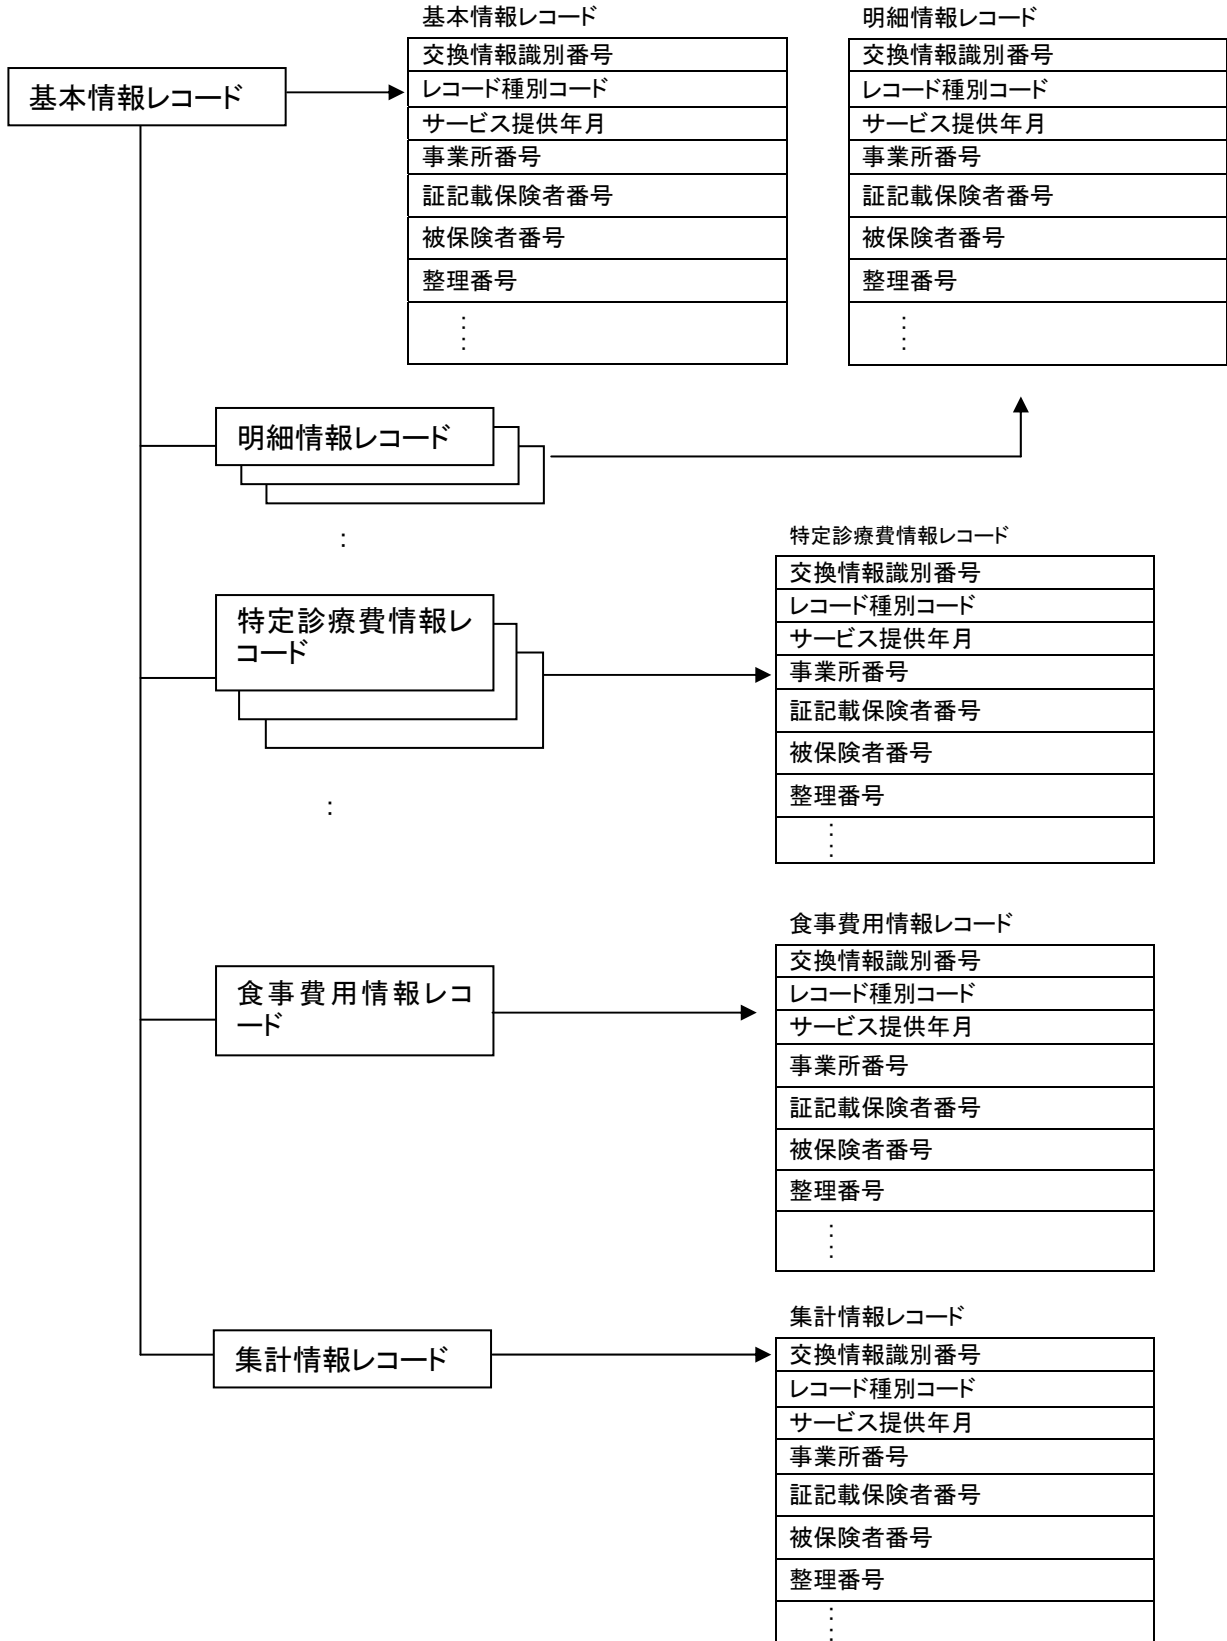 基本情報レコード
明細情報レコード
基本情報レコード
交換情報識別番号
レコード種別コード
サービス提供年月
事業所番号
証記載保険者番号
被保険者番号
整理番号
:
:
交換情報識別番号
レコード種別コード
サービス提供年月
事業所番号
証記載保険者番号
被保険者番号
整理番号
:
:
明細情報レコード
:
特定診療費情報レ
コード
:
特定診療費情報レコード
交換情報識別番号
レコード種別コード
サービス提供年月
事業所番号
証記載保険者番号
被保険者番号
整理番号
:
:
食事費用情報レコ
ード
食事費用情報レコード
交換情報識別番号
レコード種別コード
サービス提供年月
事業所番号
証記載保険者番号
被保険者番号
整理番号
:
:
集計情報レコード
集計情報レコード
交換情報識別番号
レコード種別コード
サービス提供年月
事業所番号
証記載保険者番号
被保険者番号
整理番号
:
: